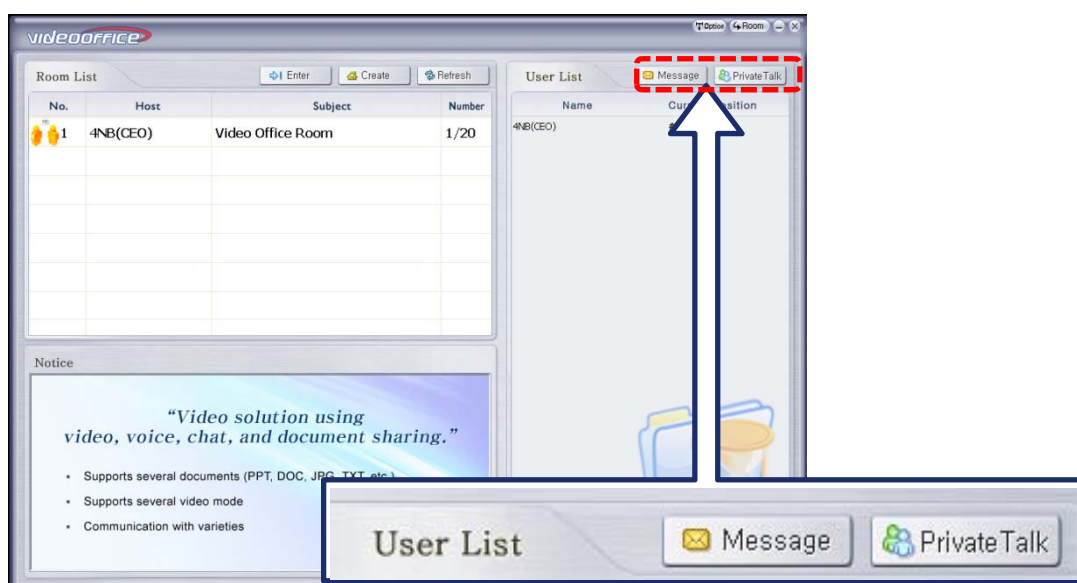 videooffice
Option
Room
Room List
Enter
Create
Refresh
No. Host Subject Number
1 4NB(CEO) Video Office Room 1/20
User List
Message
PrivateTalk
Name
4NB(CEO)
Notice
“Video solution using
video, voice, chat, and document sharing.”
• Supports several documents (PPT, DOC, JPG, TXT, etc.)
• Supports several video mode
• Communication with varieties
User List
Message
PrivateTalk